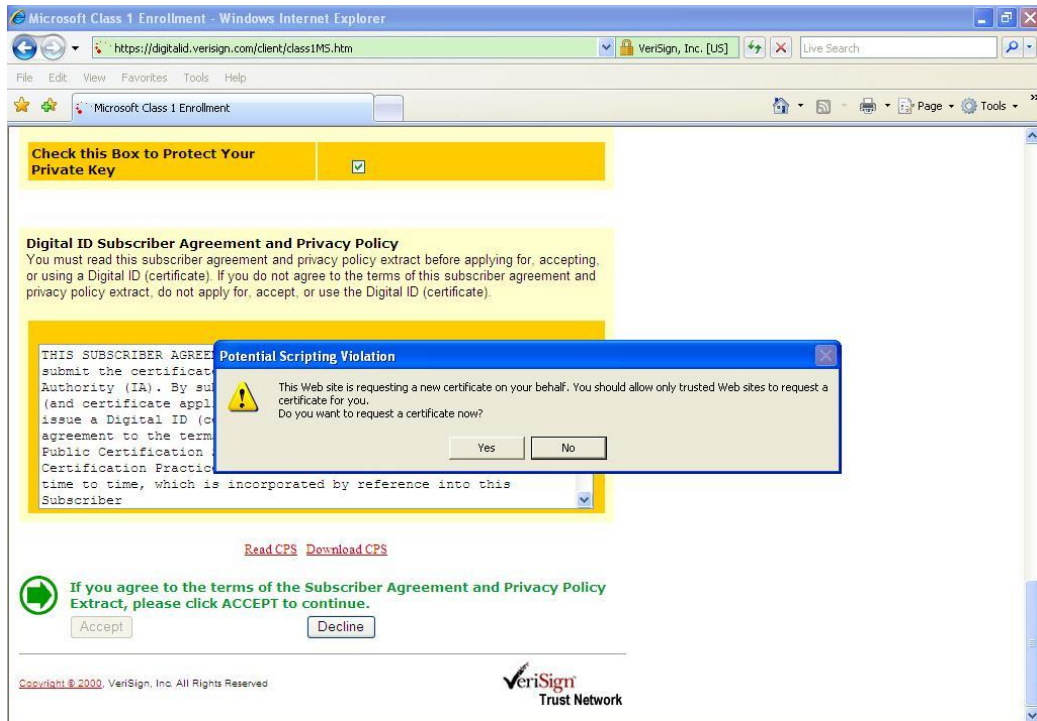 Microsoft Class 1 Enrollment - Windows Internet Explorer
https://digitalid.verisign.com/client/class1MS.htm
VeriSign, Inc. [US]
Live Search
File Edit View Favorites Tools Help
Microsoft Class 1 Enrollment
Page Tools
Check this Box to Protect Your
Private Key
Digital ID Subscriber Agreement and Privacy Policy
You must read this subscriber agreement and privacy policy extract before applying for, accepting,
or using a Digital ID (certificate). If you do not agree to the terms of this subscriber agreement and
privacy policy extract, do not apply for, accept, or use the Digital ID (certificate).
THIS SUBSCRIBER AGREE
submit the certificat
Authority (IA). By su
(and certificate appl
issue a Digital ID (c
agreement to the term
Public Certification
Certification Practic
time to time, which is incorporated by reference into this
Subscriber
Potential Scripting Violation
This Web site is requesting a new certificate on your behalf. You should allow only trusted Web sites to request a
certificate for you.
Do you want to request a certificate now?
Yes No
Read CPS Download CPS
If you agree to the terms of the Subscriber Agreement and Privacy Policy
Extract, please click ACCEPT to continue.
Accept Decline
Copyright © 2000, VeriSign, Inc. All Rights Reserved
VeriSign
Trust Network